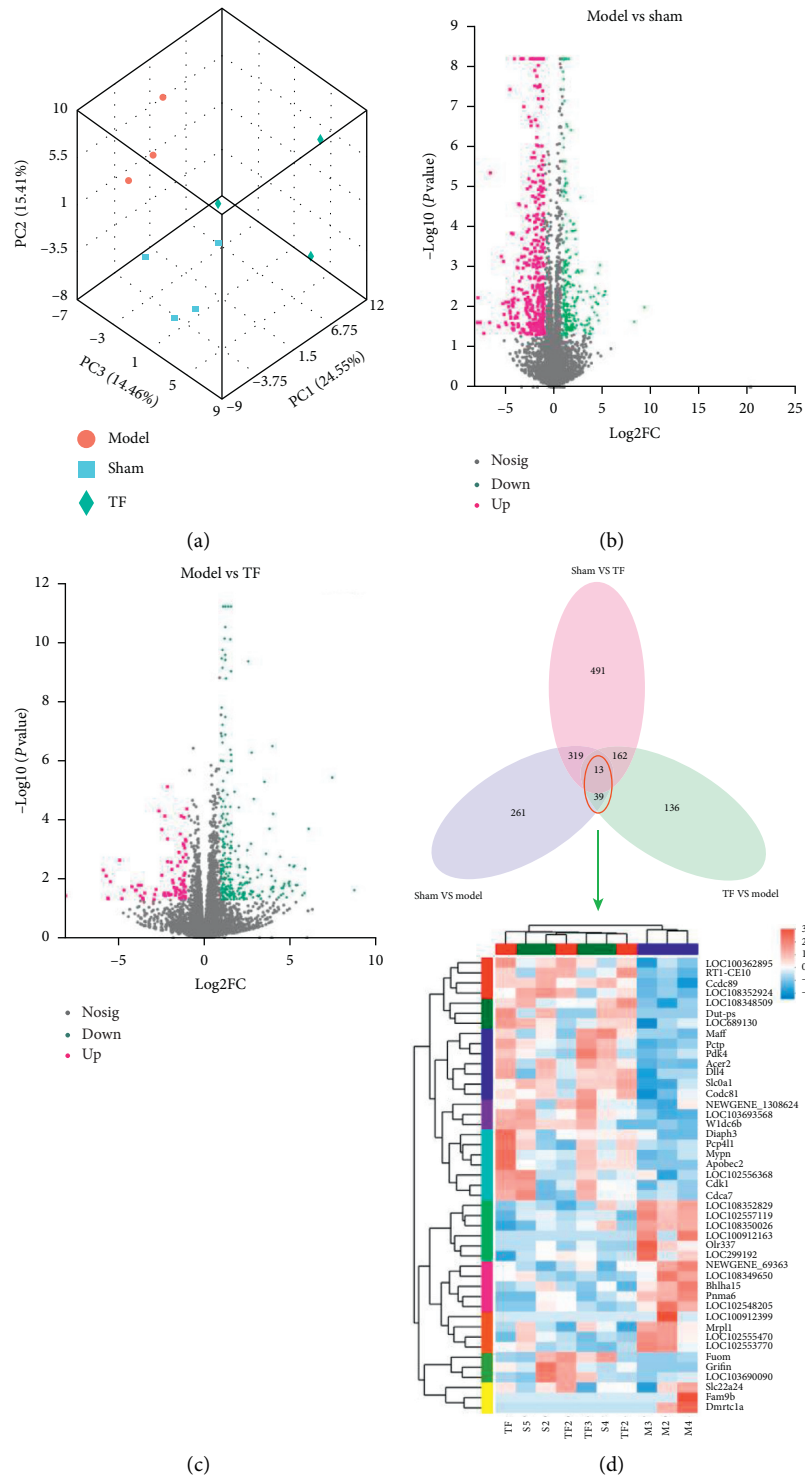 10
5.5
1
−3.5
−8
PC2 (15.41%)
−7
−3
1
5
9
PC3 (14.46%)
−9
−3.75
1.5
6.75
12
PC1 (24.55%)
Model
Sham
TF
(a)
Model vs sham
9
8
7
6
5
4
3
2
1
0
−Log10 (P value)
−5 0 5 10 15 20 25
Log2FC
Nosig
Down
Up
(b)
Model vs TF
12
10
8
6
4
2
0
−Log10 (P value)
−5 0 5 10
Log2FC
Nosig
Down
Up
(c)
Sham VS TF
491
319 162
13
39
261 136
Sham VS model TF VS model
3
2
1
0
LOC100362895
RT1-CE10
Ccdc89
LOC108352924
LOC108348509
Dut-ps
LOC689130
Maff
Pctp
Pdk4
Acer2
Dll4
Slc0a1
Codc81
NEWGENE_1308624
LOC103693568
W1dc6b
Diaph3
Pcp4l1
Mypn
Apobec2
LOC102556368
Cdk1
Cdca7
LOC108352829
LOC102557119
LOC108350026
LOC100912163
Olr337
LOC299192
NEWGENE_69363
LOC108349650
Bhlha15
Pnma6
LOC102548205
LOC100912399
Mrpl1
LOC102555470
LOC102553770
Fuom
Grifin
LOC103690090
Slc22a24
Fam9b
Dmrtc1a
TF S5 S2 TF2 TF3 S4 TF2 M3 M2 M4
(d)